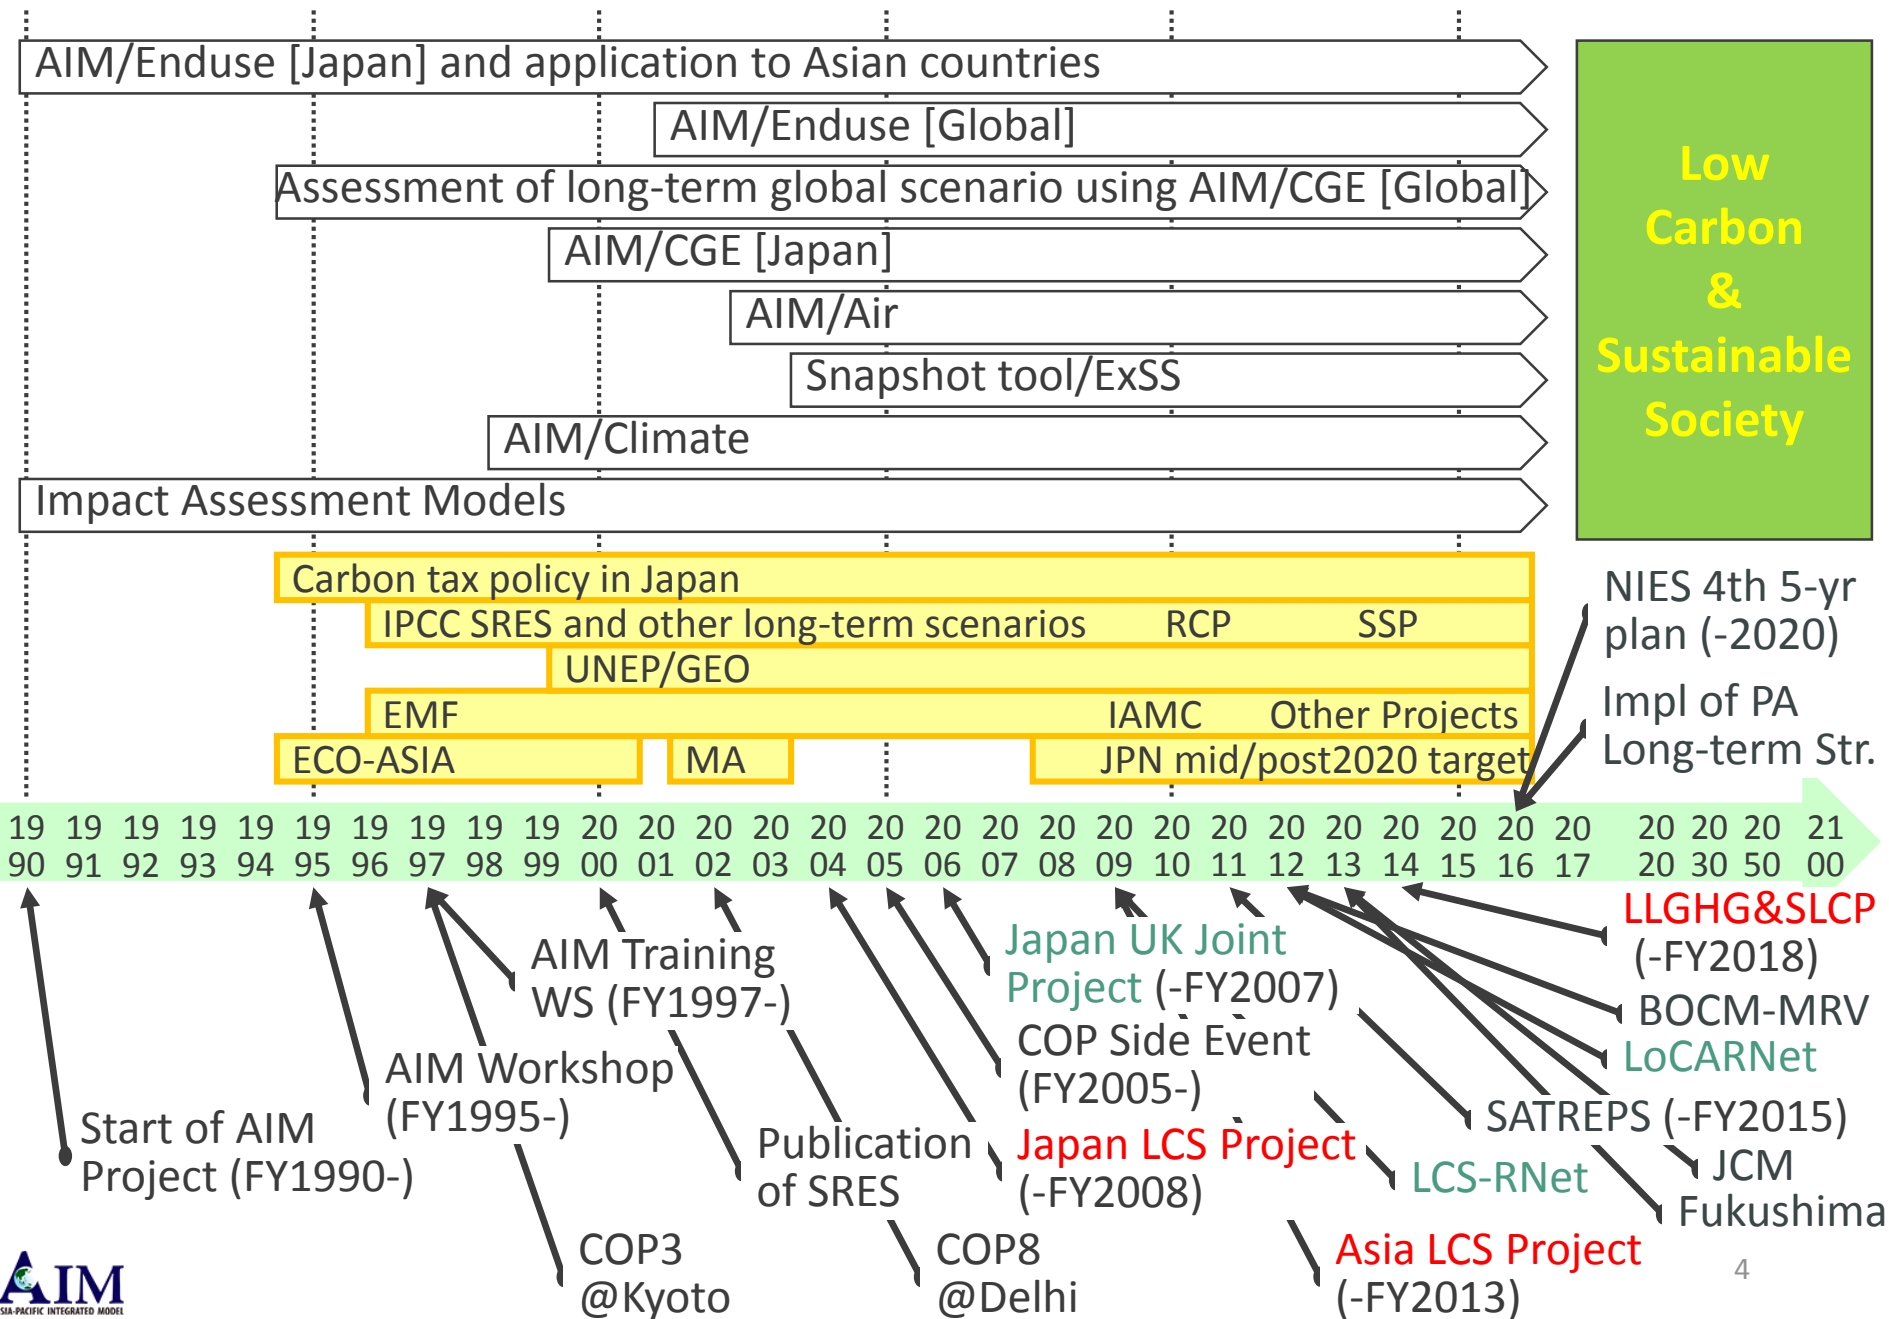 AIM/Enduse [Japan] and application to Asian countries
AIM/Enduse [Global]
Assessment of long-term global scenario using AIM/CGE [Global]
AIM/CGE [Japan]
AIM/Air
Snapshot tool/ExSS
AIM/Climate
Impact Assessment Models
Low
Carbon
&
Sustainable
Society
Carbon tax policy in Japan
IPCC SRES and other long-term scenarios RCP SSP
UNEP/GEO
EMF IAMC Other Projects
ECO-ASIA MA JPN mid/post2020 target
NIES 4th 5-yr
plan (-2020)
Impl of PA
Long-term Str.
19 19 19 19 19 19 19 19 19 19 20 20 20 20 20 20 20 20 20 20 20 20 20 20 20 20 20 20 20 20 20 21
90 91 92 93 94 95 96 97 98 99 00 01 02 03 04 05 06 07 08 09 10 11 12 13 14 15 16 17 20 30 50 00
Start of AIM
Project (FY1990-)
AIM Workshop
(FY1995-)
AIM Training
WS (FY1997-)
COP3
@Kyoto
Publication
of SRES
COP8
@Delhi
Japan UK Joint
Project (-FY2007)
COP Side Event
(FY2005-)
Japan LCS Project
(-FY2008)
LCS-RNet
Asia LCS Project
(-FY2013)
LLGHG&SLCP
(-FY2018)
BOCM-MRV
LoCARNet
SATREPS (-FY2015)
JCM
Fukushima
AIM
SIA-PACIFIC INTEGRATED MODEL
4